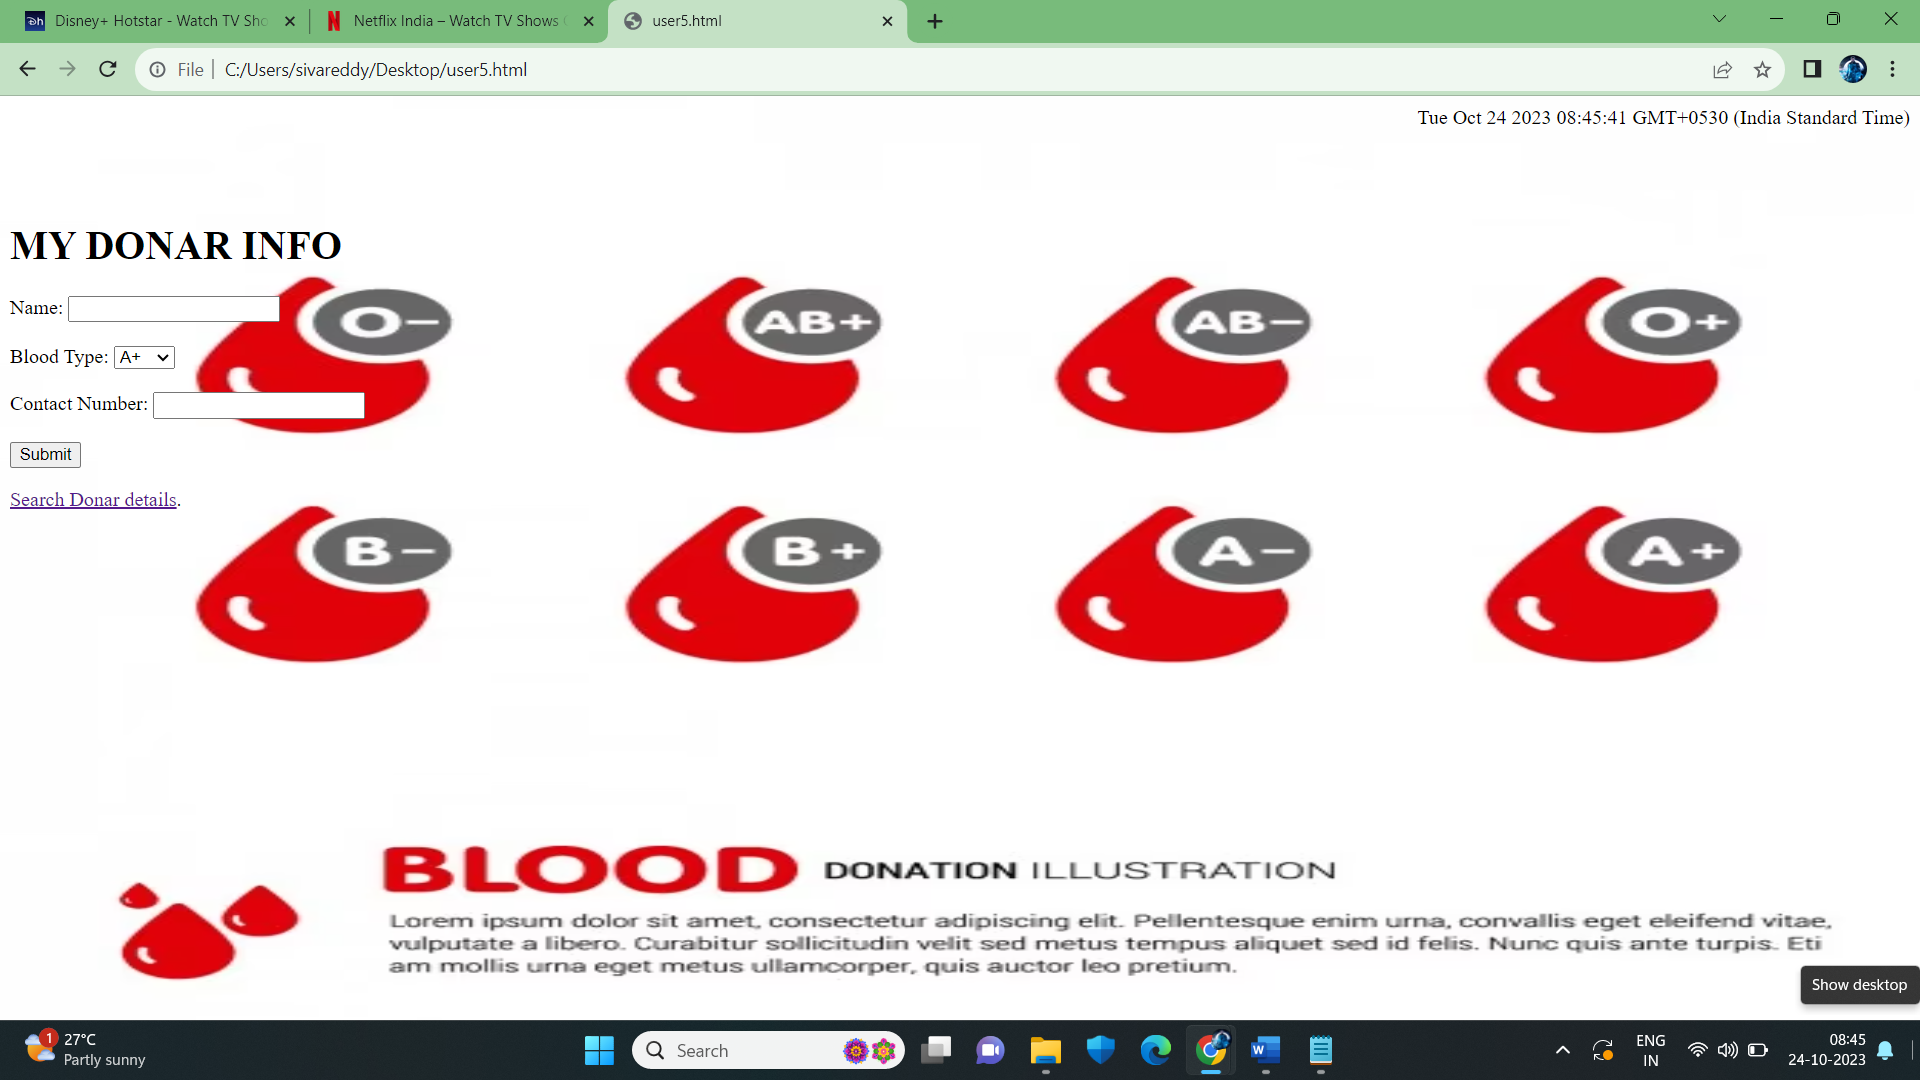 Disney+ Hotstar - Watch TV Sho
Netflix India – Watch TV Shows
user5.html
File
C:/Users/sivareddy/Desktop/user5.html
Tue Oct 24 2023 08:45:41 GMT+0530 (India Standard Time)
MY DONAR INFO
Name:
Blood Type: A+
Contact Number:
Submit
Search Donar details.
O−
AB+
AB−
O+
B−
B+
A−
A+
BLOOD DONATION ILLUSTRATION
Lorem ipsum dolor sit amet, consectetur adipiscing elit. Pellentesque enim urna, convallis eget eleifend vitae,
vulputate a libero. Curabitur sollicitudin velit sed metus tempus aliquet sed id felis. Nunc quis ante turpis. Eti
am mollis urna eget metus ullamcorper, quis auctor leo pretium.
Show desktop
1
27°C
Partly sunny
Search
ENG
IN
08:45
24-10-2023